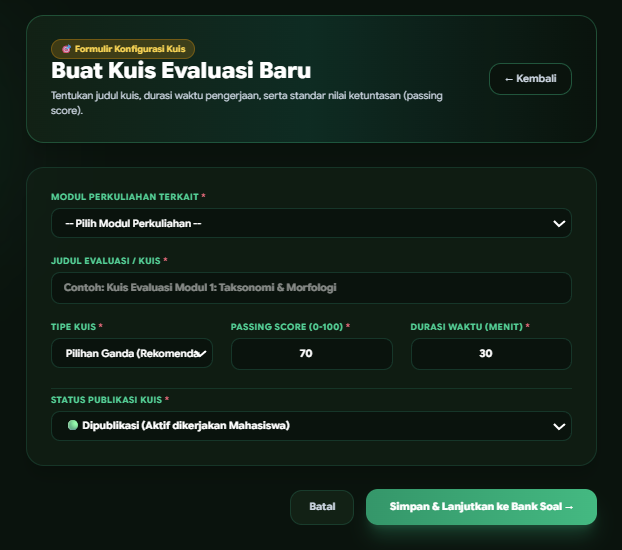 🎯 Formulir Konfigurasi Kuis
Buat Kuis Evaluasi Baru
Tentukan judul kuis, durasi waktu pengerjaan, serta standar nilai ketuntasan (passing
score).
← Kembali
MODUL PERKULIAHAN TERKAIT *
-- Pilih Modul Perkuliahan --
JUDUL EVALUASI / KUIS *
Contoh: Kuis Evaluasi Modul 1: Taksonomi & Morfologi
TIPE KUIS *
Pilihan Ganda (Rekomenda
PASSING SCORE (0-100) *
70
DURASI WAKTU (MENIT) *
30
STATUS PUBLIKASI KUIS *
🟢 Dipublikasi (Aktif dikerjakan Mahasiswa)
Batal
Simpan & Lanjutkan ke Bank Soal →